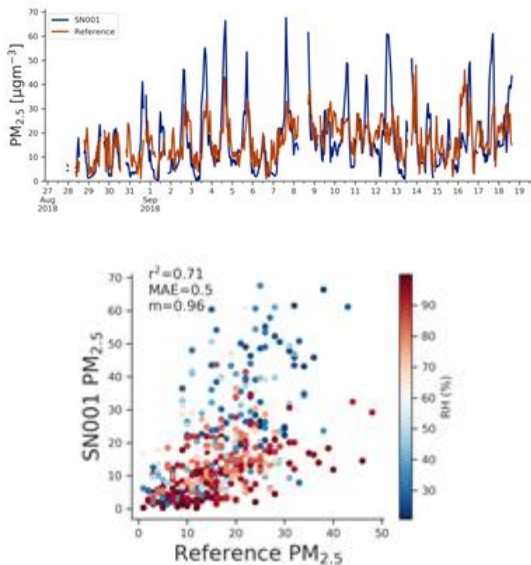 SN001
Reference
PM2.5 [μgm−3]
70
60
50
40
30
20
10
0
27 28 29 30 31 1 2 3 4 5 6 7 8 9 10 11 12 13 14 15 16 17 18 19
Aug Sep
2018 2018
r²=0.71
MAE=0.5
m=0.96
SN001 PM2.5
70
60
50
40
30
20
10
0
0 10 20 30 40 50
Reference PM2.5
90
80
70
60
50
40
30
RH (%)